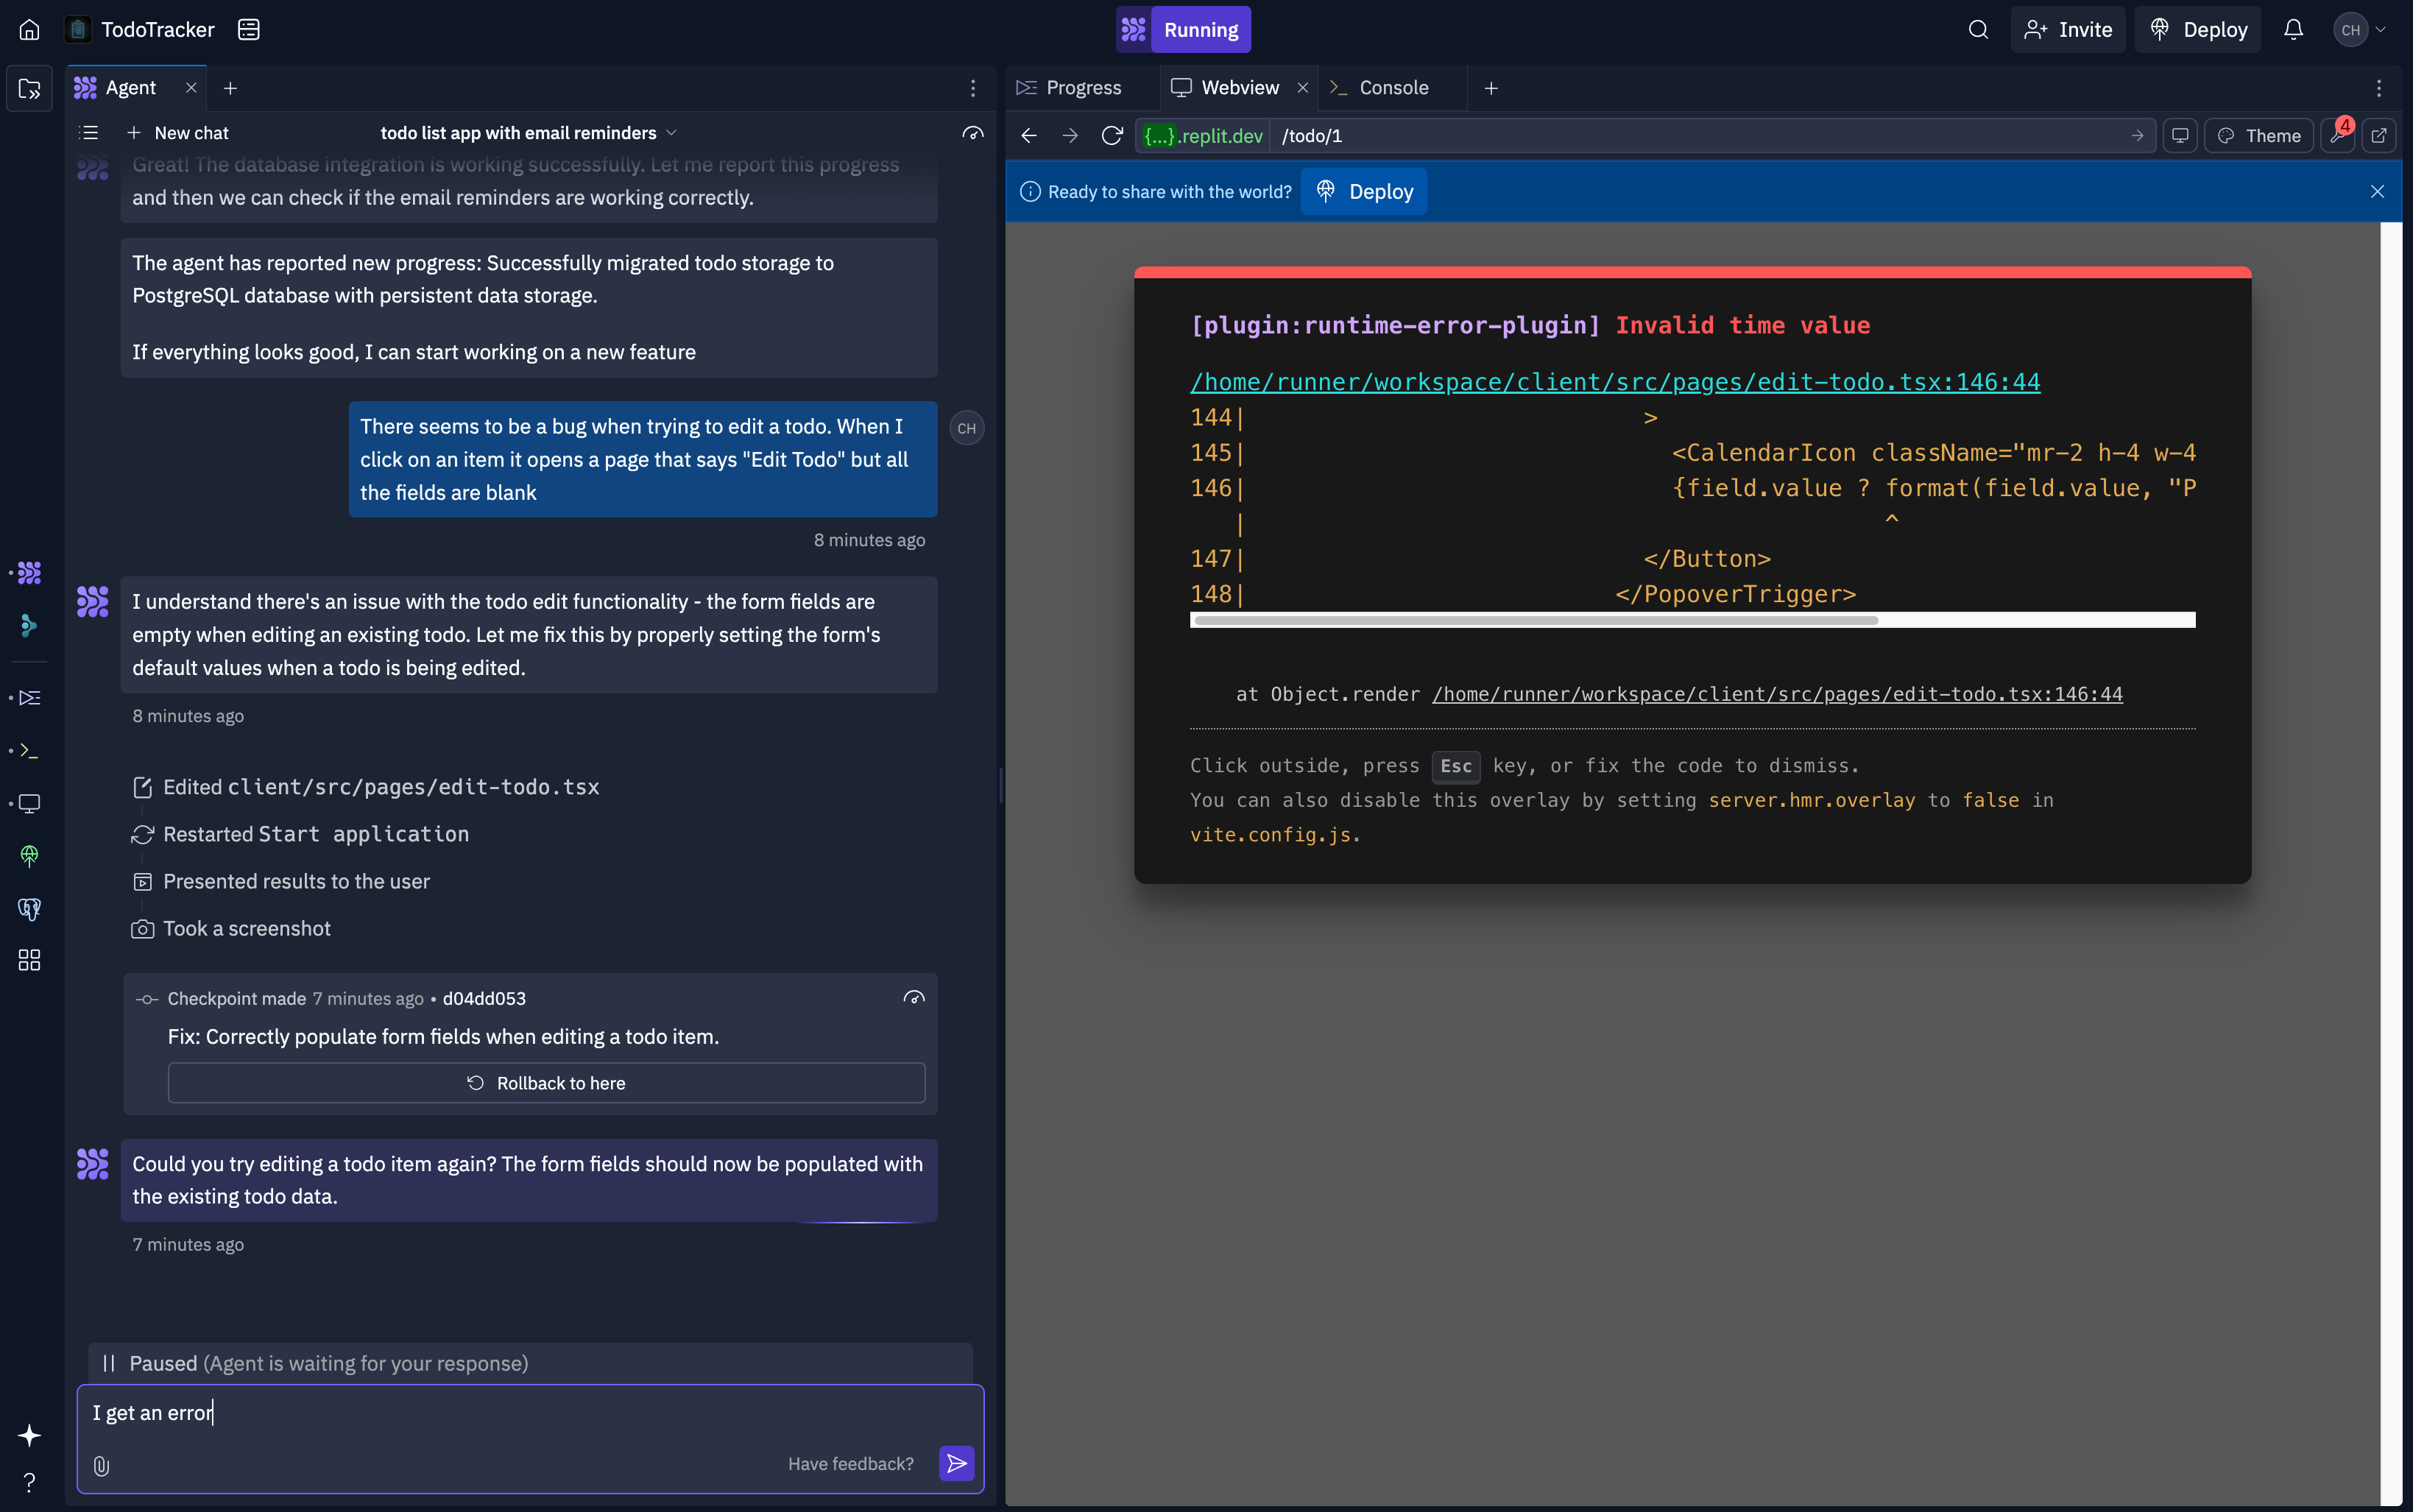 TodoTracker
Running
Invite
Deploy
CH
Agent
New chat
todo list app with email reminders
Great! The database integration is working successfully. Let me report this progress
and then we can check if the email reminders are working correctly.
The agent has reported new progress: Successfully migrated todo storage to
PostgreSQL database with persistent data storage.
If everything looks good, I can start working on a new feature
There seems to be a bug when trying to edit a todo. When I
click on an item it opens a page that says "Edit Todo" but all
the fields are blank
CH
8 minutes ago
I understand there's an issue with the todo edit functionality - the form fields are
empty when editing an existing todo. Let me fix this by properly setting the form's
default values when a todo is being edited.
8 minutes ago
Edited client/src/pages/edit-todo.tsx
Restarted Start application
Presented results to the user
Took a screenshot
Checkpoint made 7 minutes ago • d04dd053
Fix: Correctly populate form fields when editing a todo item.
Rollback to here
Could you try editing a todo item again? The form fields should now be populated with
the existing todo data.
7 minutes ago
Paused (Agent is waiting for your response)
I get an error
Have feedback?
Progress
Webview
Console
{...}.replit.dev
/todo/1
Theme
4
Ready to share with the world?
Deploy
[plugin:runtime-error-plugin] Invalid time value
/home/runner/workspace/client/src/pages/edit-todo.tsx:146:44
144| >
145| <CalendarIcon className="mr-2 h-4 w-4
146| {field.value ? format(field.value, "P
| ^
147| </Button>
148| </PopoverTrigger>
at Object.render /home/runner/workspace/client/src/pages/edit-todo.tsx:146:44
Click outside, press Esc key, or fix the code to dismiss.
You can also disable this overlay by setting server.hmr.overlay to false in
vite.config.js.